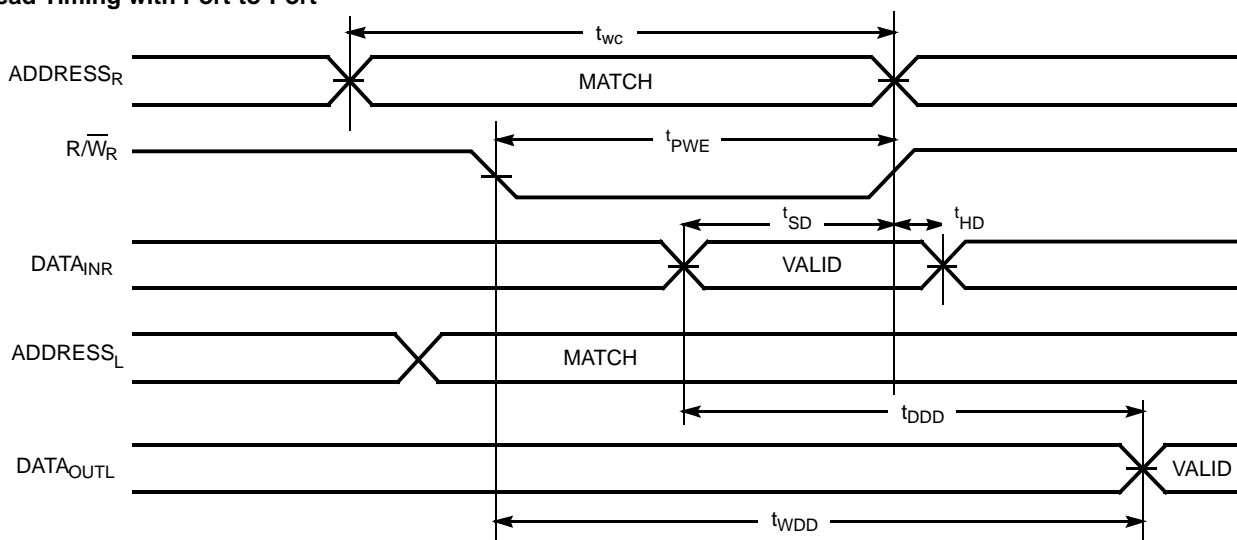 ead Timing with Port-to-Port
twc
ADDRESSR
MATCH
R/W̅R
tPWE
tSD
tHD
DATAINR
VALID
ADDRESSL
MATCH
tDDD
DATAOUTL
VALID
tWDD